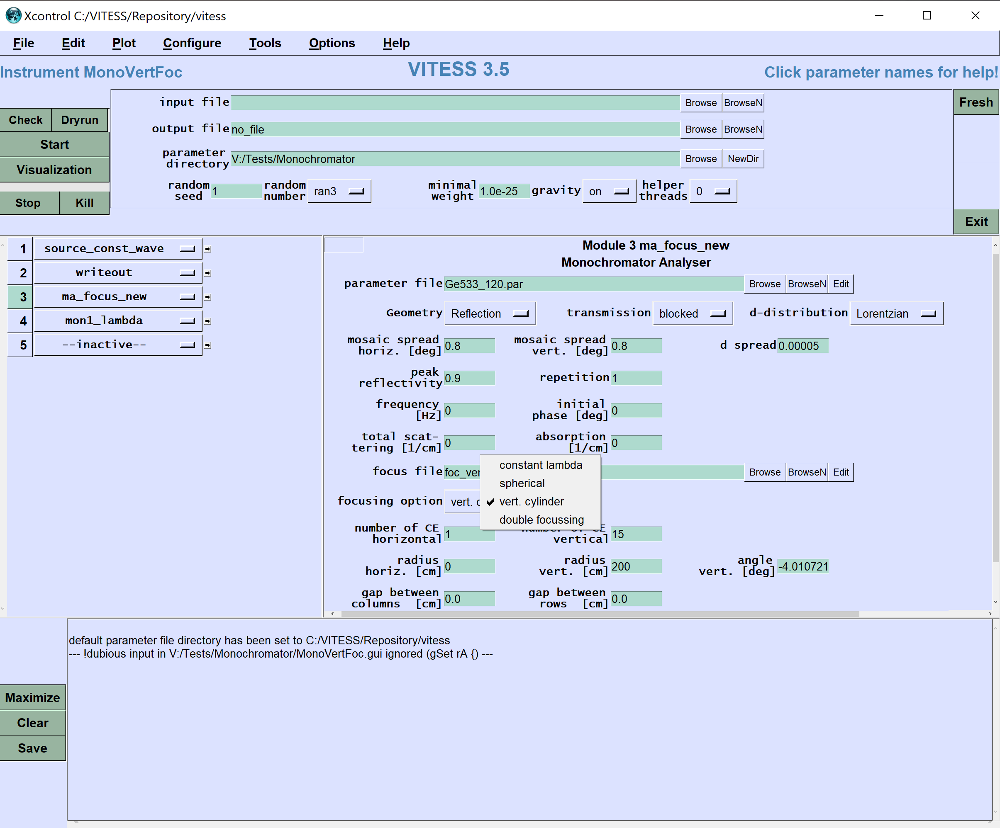 Xcontrol C:/VITESS/Repository/vitess
File Edit Plot Configure Tools Options Help
Instrument MonoVertFoc VITESS 3.5 Click parameter names for help!
input file Browse BrowseN Fresh
Check Dryrun
output file no_file Browse BrowseN
Start
parameter directory V:/Tests/Monochromator Browse NewDir
Visualization
random seed 1 random number ran3 minimal weight 1.0e-25 gravity on helper threads 0
Stop Kill
Exit
1 source_const_wave
2 writeout
3 ma_focus_new
4 mon1_lambda
5 --inactive--
Module 3 ma_focus_new
Monochromator Analyser
parameter file Ge533_120.par Browse BrowseN Edit
Geometry Reflection transmission blocked d-distribution Lorentzian
mosaic spread horiz. [deg] 0.8 mosaic spread vert. [deg] 0.8 d spread 0.00005
peak reflectivity 0.9 repetition 1
frequency [Hz] 0 initial phase [deg] 0
total scat-
tering [1/cm] 0 absorption [1/cm] 0
focus file foc_ver Browse BrowseN Edit
focusing option vert. c
constant lambda
spherical
vert. cylinder
double focussing
number of CE horizontal 1 number of CE vertical 15
radius horiz. [cm] 0 radius vert. [cm] 200 angle vert. [deg] -4.010721
gap between columns [cm] 0.0 gap between rows [cm] 0.0
default parameter file directory has been set to C:/VITESS/Repository/vitess
--- !dubious input in V:/Tests/Monochromator/MonoVertFoc.gui ignored (gSet rA {) ---
Maximize
Clear
Save